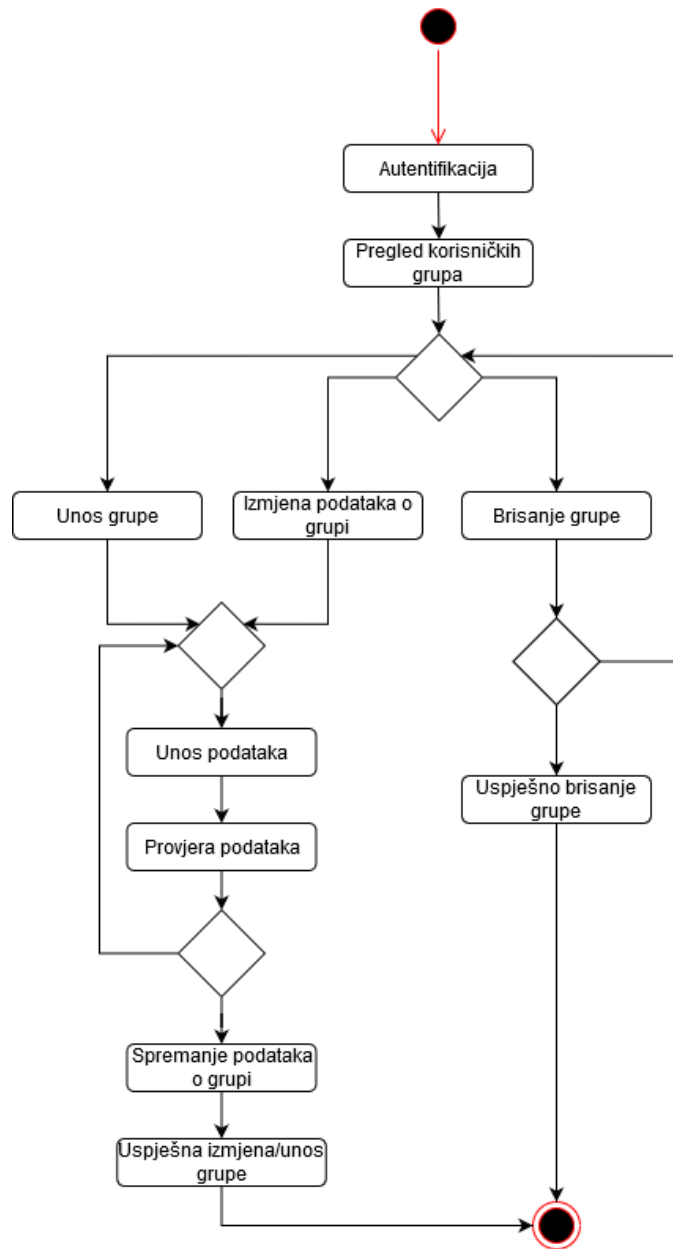 Autentifikacija
Pregled korisničkih
grupa
Unos grupe
Izmjena podataka o
grupi
Brisanje grupe
Unos podataka
Uspješno brisanje
grupe
Provjera podataka
Spremanje podataka
o grupi
Uspješna izmjena/unos
grupe